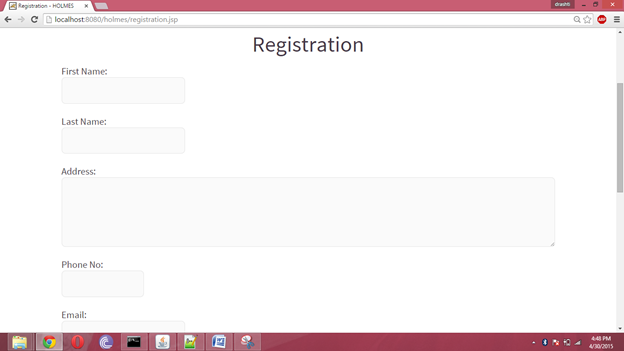 Registration - HOLMES
drashti
localhost:8080/holmes/registration.jsp
ABP
Registration
First Name:
Last Name:
Address:
Phone No:
Email:
4:48 PM
4/30/2015